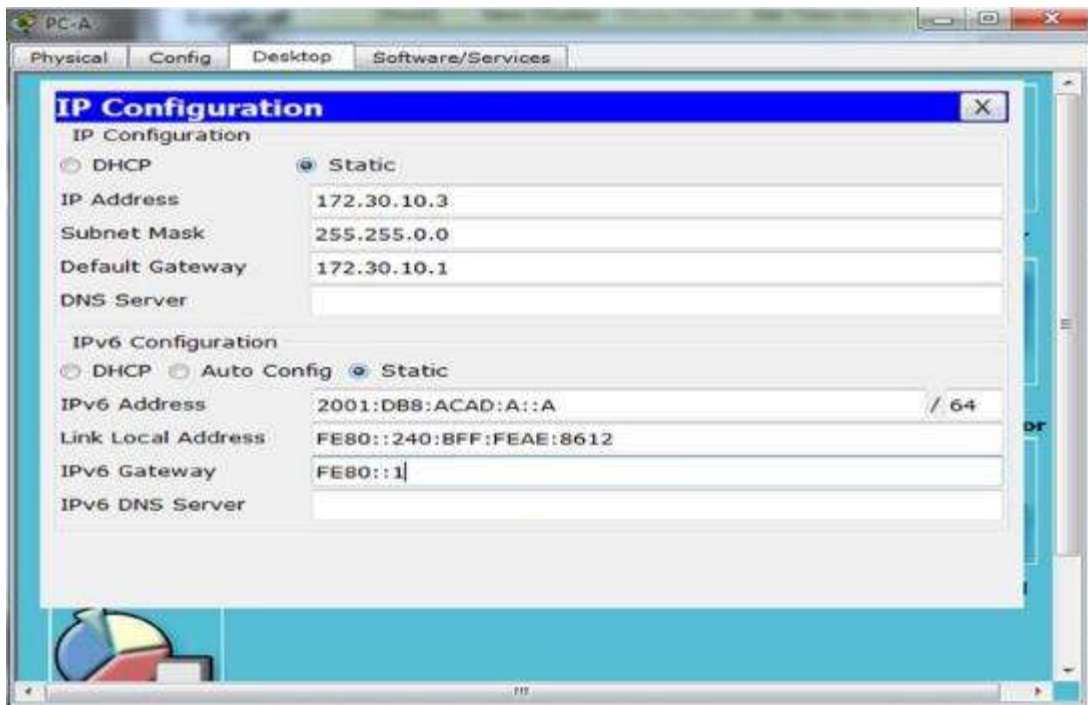 PC-A
Physical Config Desktop Software/Services
IP Configuration X
IP Configuration
DHCP Static
IP Address 172.30.10.3
Subnet Mask 255.255.0.0
Default Gateway 172.30.10.1
DNS Server
IPv6 Configuration
DHCP Auto Config Static
IPv6 Address 2001:DB8:ACAD:A::A / 64
Link Local Address FE80::240:BFF:FEAE:8612
or
IPv6 Gateway FE80::1
IPv6 DNS Server